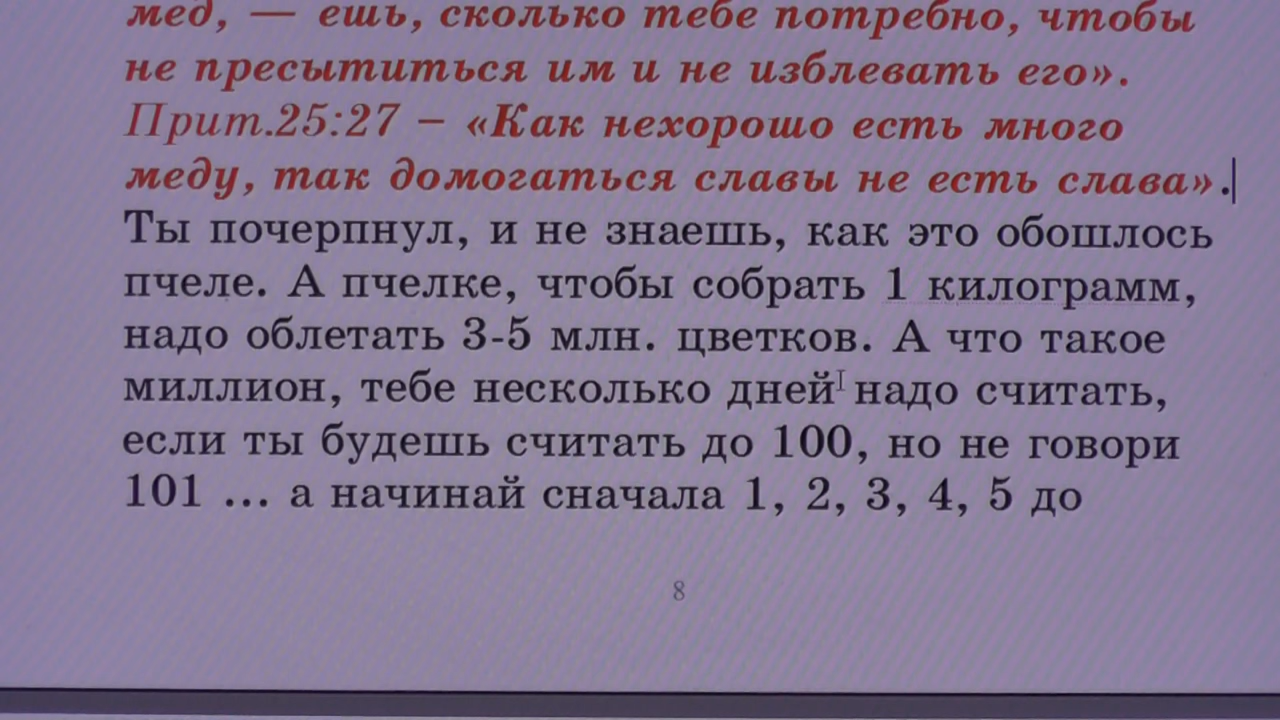 мед, — ешь, сколько тебе потребно, чтобы
не пресытиться им и не изблевать его».
Прит.25:27 – «Как нехорошо есть много
меду, так домогаться славы не есть слава».
Ты почерпнул, и не знаешь, как это обошлось
пчеле. А пчелке, чтобы собрать 1 килограмм,
надо облетать 3-5 млн. цветков. А что такое
миллион, тебе несколько дней надо считать,
если ты будешь считать до 100, но не говори
101 ... а начинай сначала 1, 2, 3, 4, 5 до
8